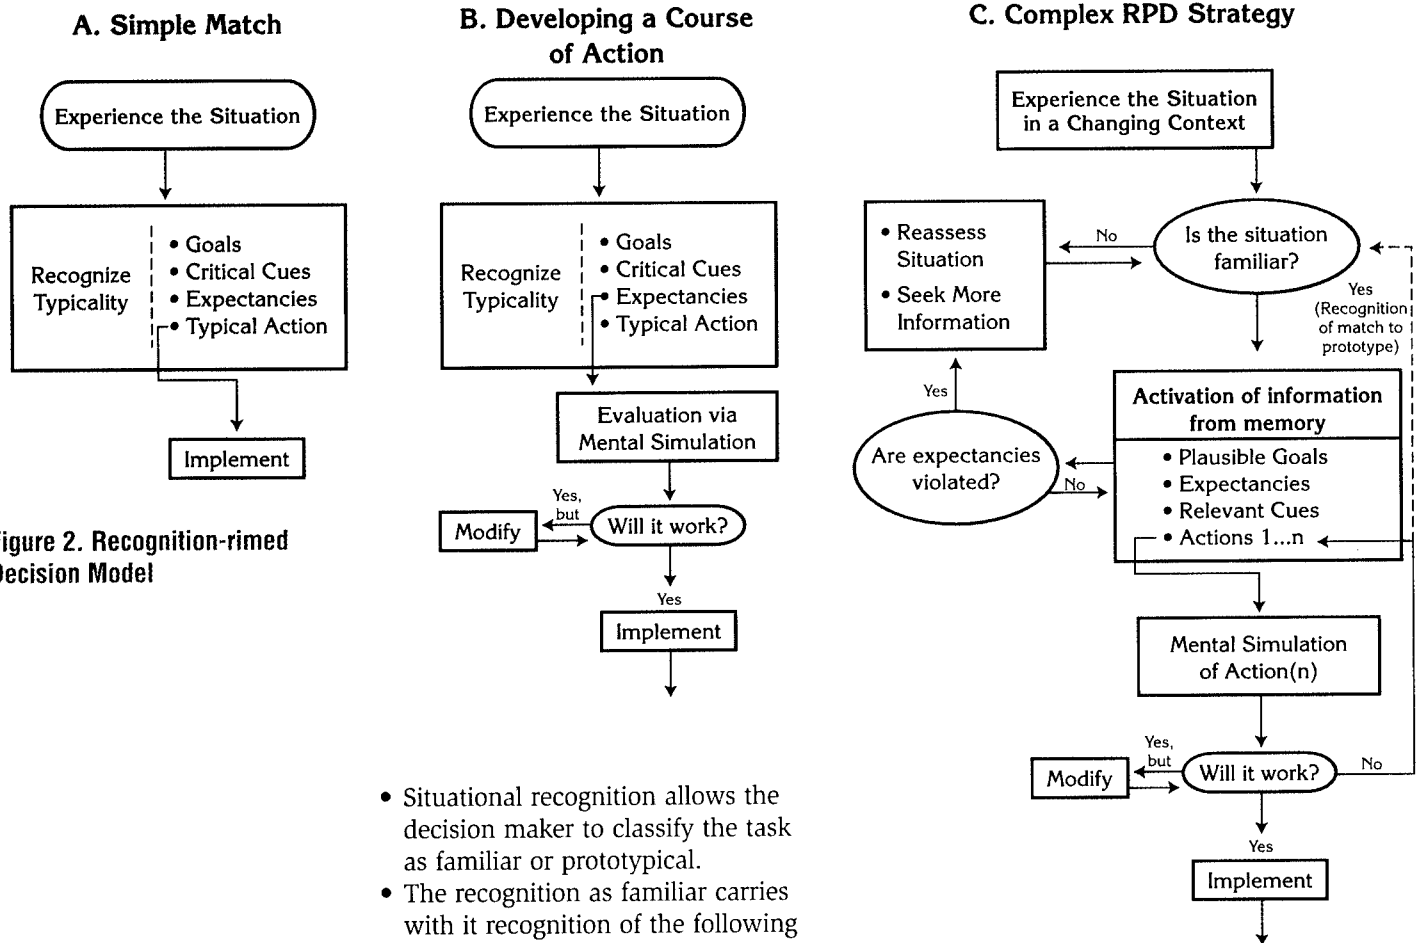 A. Simple Match
Experience the Situation
Recognize
Typicality
• Goals
• Critical Cues
• Expectancies
• Typical Action
Implement
igure 2. Recognition-rimed
Decision Model
B. Developing a Course
of Action
Experience the Situation
Recognize
Typicality
• Goals
• Critical Cues
• Expectancies
• Typical Action
Evaluation via
Mental Simulation
Yes,
but
Modify
Will it work?
Yes
Implement
• Situational recognition allows the
decision maker to classify the task
as familiar or prototypical.
• The recognition as familiar carries
with it recognition of the following
C. Complex RPD Strategy
Experience the Situation
in a Changing Context
• Reassess
Situation
• Seek More
Information
No
Is the situation
familiar?
Yes
(Recognition
of match to
prototype)
Yes
Are expectancies
violated?
No
Activation of information
from memory
• Plausible Goals
• Expectancies
• Relevant Cues
• Actions 1...n
Mental Simulation
of Action(n)
Yes,
but
Modify
Will it work?
No
Yes
Implement